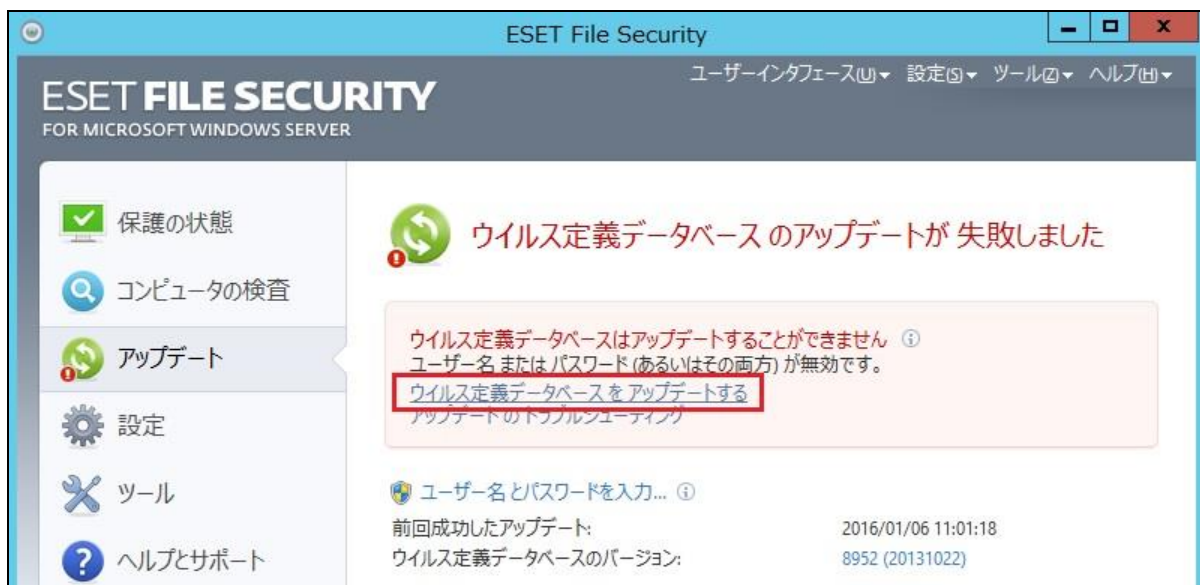 ESET File Security
ユーザーインタフェース(U) 設定(S) ツール(Z) ヘルプ(H)
ESET FILE SECURITY
FOR MICROSOFT WINDOWS SERVER
保護の状態
コンピュータの検査
アップデート
設定
ツール
ヘルプとサポート
ウイルス定義データベース のアップデートが 失敗しました
ウイルス定義データベースはアップデートすることができません
ユーザー名 または パスワード (あるいはその両方) が無効です。
ウイルス定義データベース を アップデートする
アップデート の トラブルシューティング
ユーザー名 とパスワードを入力...
前回成功したアップデート: 2016/01/06 11:01:18
ウイルス定義データベースのバージョン: 8952 (20131022)